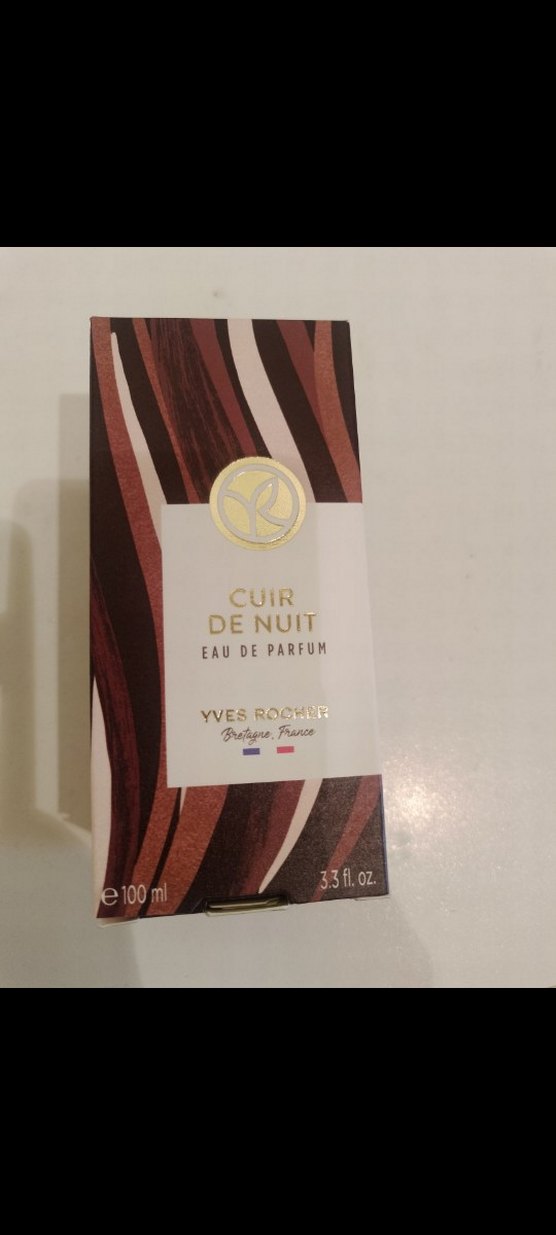 CUIR
DE NUIT
EAU DE PARFUM
YVES ROCHER
Bretagne, France
e 100 ml
3.3 fl. oz.